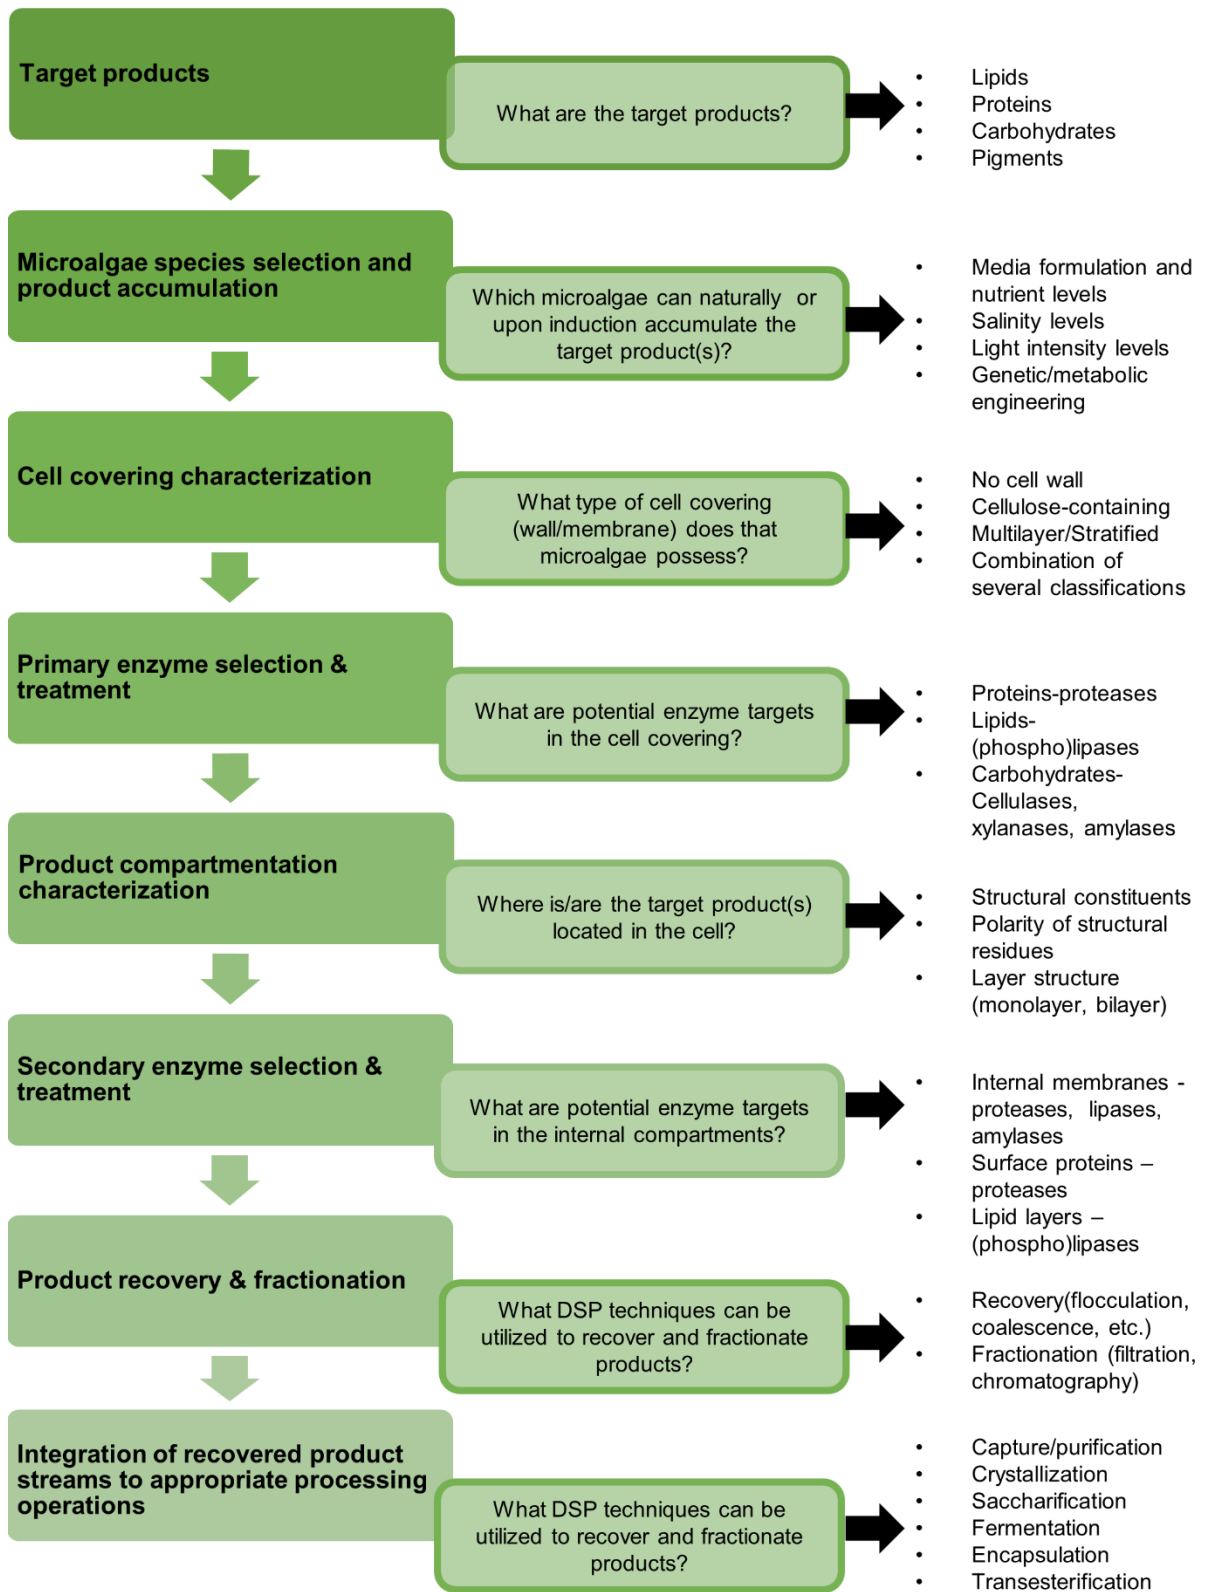 Target products
What are the target products?
• Lipids
• Proteins
• Carbohydrates
• Pigments
Microalgae species selection and
product accumulation
Which microalgae can naturally or
upon induction accumulate the
target product(s)?
• Media formulation and
nutrient levels
• Salinity levels
• Light intensity levels
• Genetic/metabolic
engineering
Cell covering characterization
What type of cell covering
(wall/membrane) does that
microalgae possess?
• No cell wall
• Cellulose-containing
• Multilayer/Stratified
• Combination of
several classifications
Primary enzyme selection &
treatment
What are potential enzyme targets
in the cell covering?
• Proteins-proteases
• Lipids-
(phospho)lipases
• Carbohydrates-
Cellulases,
xylanases, amylases
Product compartmentation
characterization
Where is/are the target product(s)
located in the cell?
• Structural constituents
• Polarity of structural
residues
• Layer structure
(monolayer, bilayer)
Secondary enzyme selection &
treatment
What are potential enzyme targets
in the internal compartments?
• Internal membranes -
proteases, lipases,
amylases
• Surface proteins –
proteases
• Lipid layers –
(phospho)lipases
Product recovery & fractionation
What DSP techniques can be
utilized to recover and fractionate
products?
• Recovery(flocculation,
coalescence, etc.)
• Fractionation (filtration,
chromatography)
Integration of recovered product
streams to appropriate processing
operations
What DSP techniques can be
utilized to recover and fractionate
products?
• Capture/purification
• Crystallization
• Saccharification
• Fermentation
• Encapsulation
• Transesterification